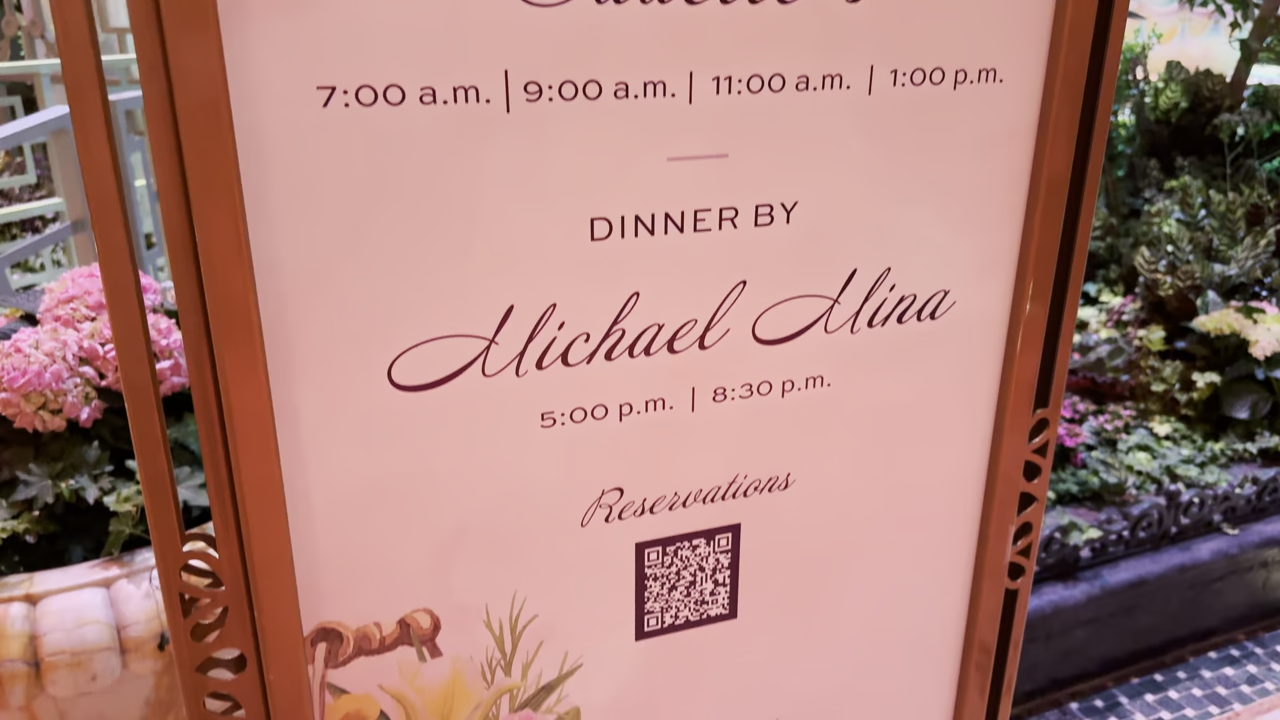 7:00 a.m. | 9:00 a.m. | 11:00 a.m. | 1:00 p.m.
DINNER BY
Michael Mina
5:00 p.m. | 8:30 p.m.
Reservations